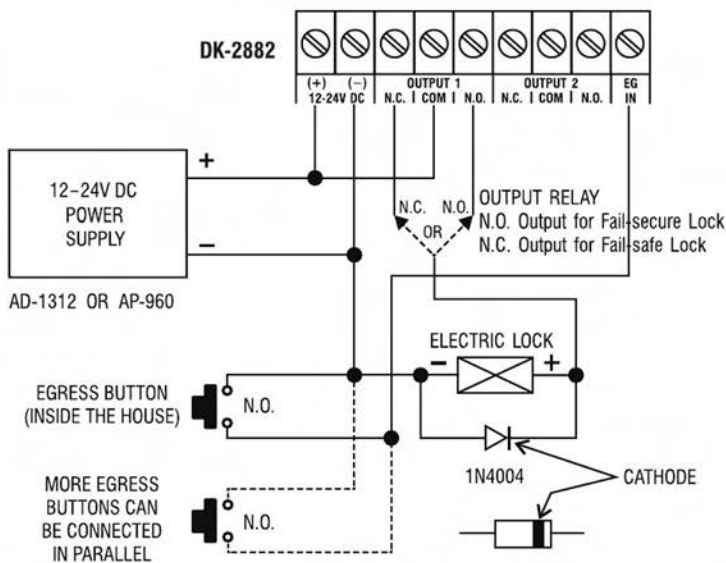 DK-2882
(+) (−) OUTPUT 1 OUTPUT 2 EG
12-24V DC N.C. | COM | N.O. N.C. | COM | N.O. IN
+
12–24V DC
POWER
SUPPLY
−
AD-1312 OR AP-960
N.C. N.O.
OR
OUTPUT RELAY
N.O. Output for Fail-secure Lock
N.C. Output for Fail-safe Lock
ELECTRIC LOCK
− +
EGRESS BUTTON
(INSIDE THE HOUSE)
N.O.
1N4004
CATHODE
MORE EGRESS
BUTTONS CAN
BE CONNECTED
IN PARALLEL
N.O.